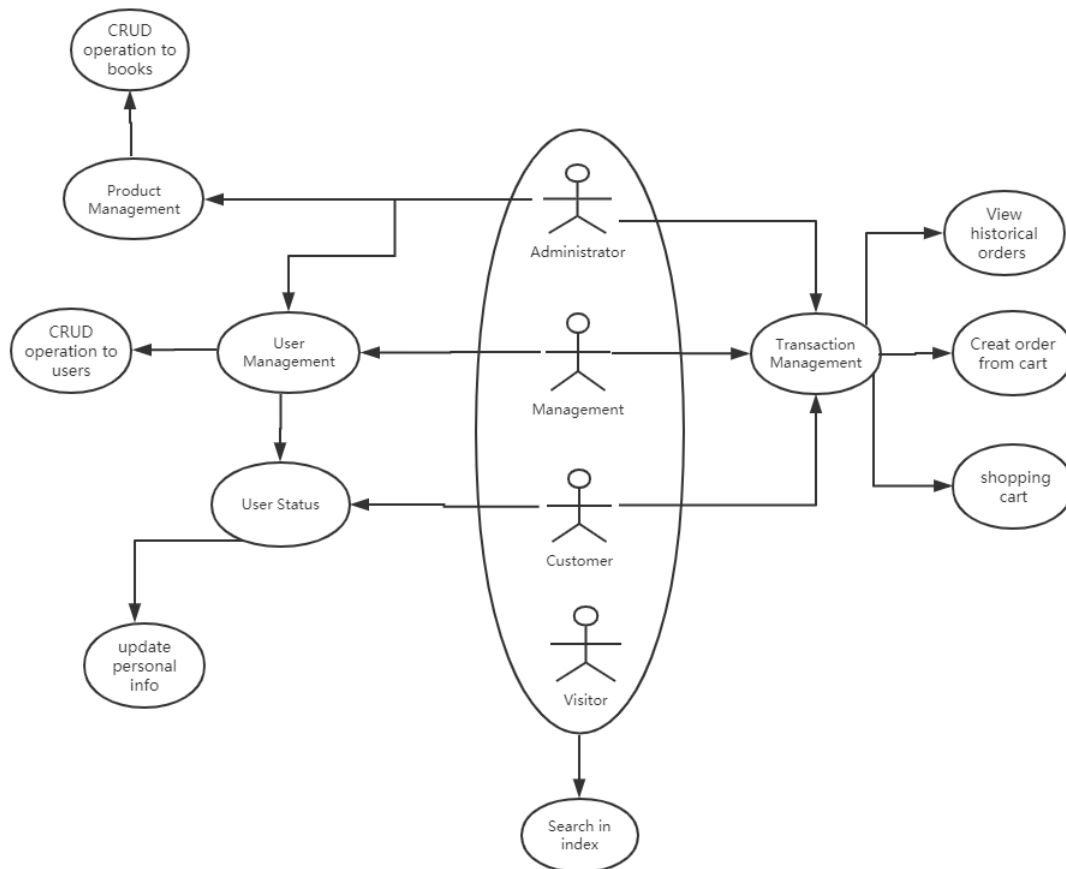 CRUD
operation to
books
Product
Management
Administrator
View
historical
orders
CRUD
operation to
users
User
Management
Management
Transaction
Management
Creat order
from cart
User Status
Customer
shopping
cart
update
personal
info
Visitor
Search in
index